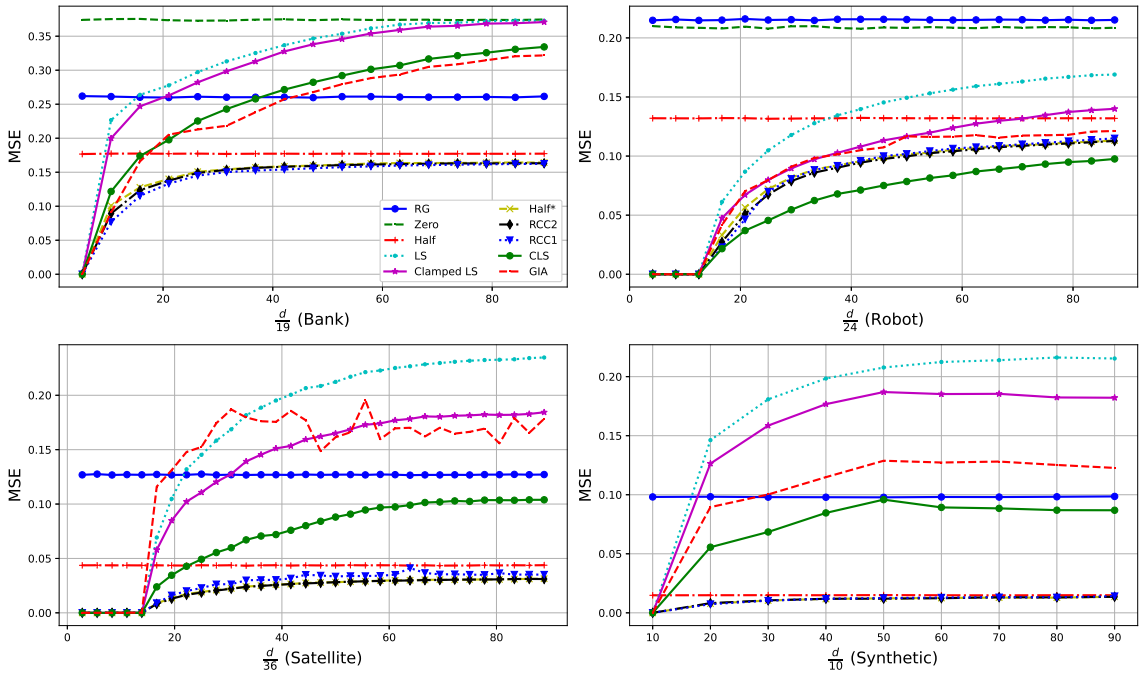 MSE
0.35
0.30
0.25
0.20
0.15
0.10
0.05
0.00
20 40 60 80
d/19 (Bank)
RG
Zero
Half
LS
Clamped LS
Half*
RCC2
RCC1
CLS
GIA
MSE
0.20
0.15
0.10
0.05
0.00
0 20 40 60 80
d/24 (Robot)
MSE
0.25
0.20
0.15
0.10
0.05
0.00
0 20 40 60 80
d/36 (Satellite)
MSE
0.20
0.15
0.10
0.05
0.00
10 20 30 40 50 60 70 80 90
d/10 (Synthetic)